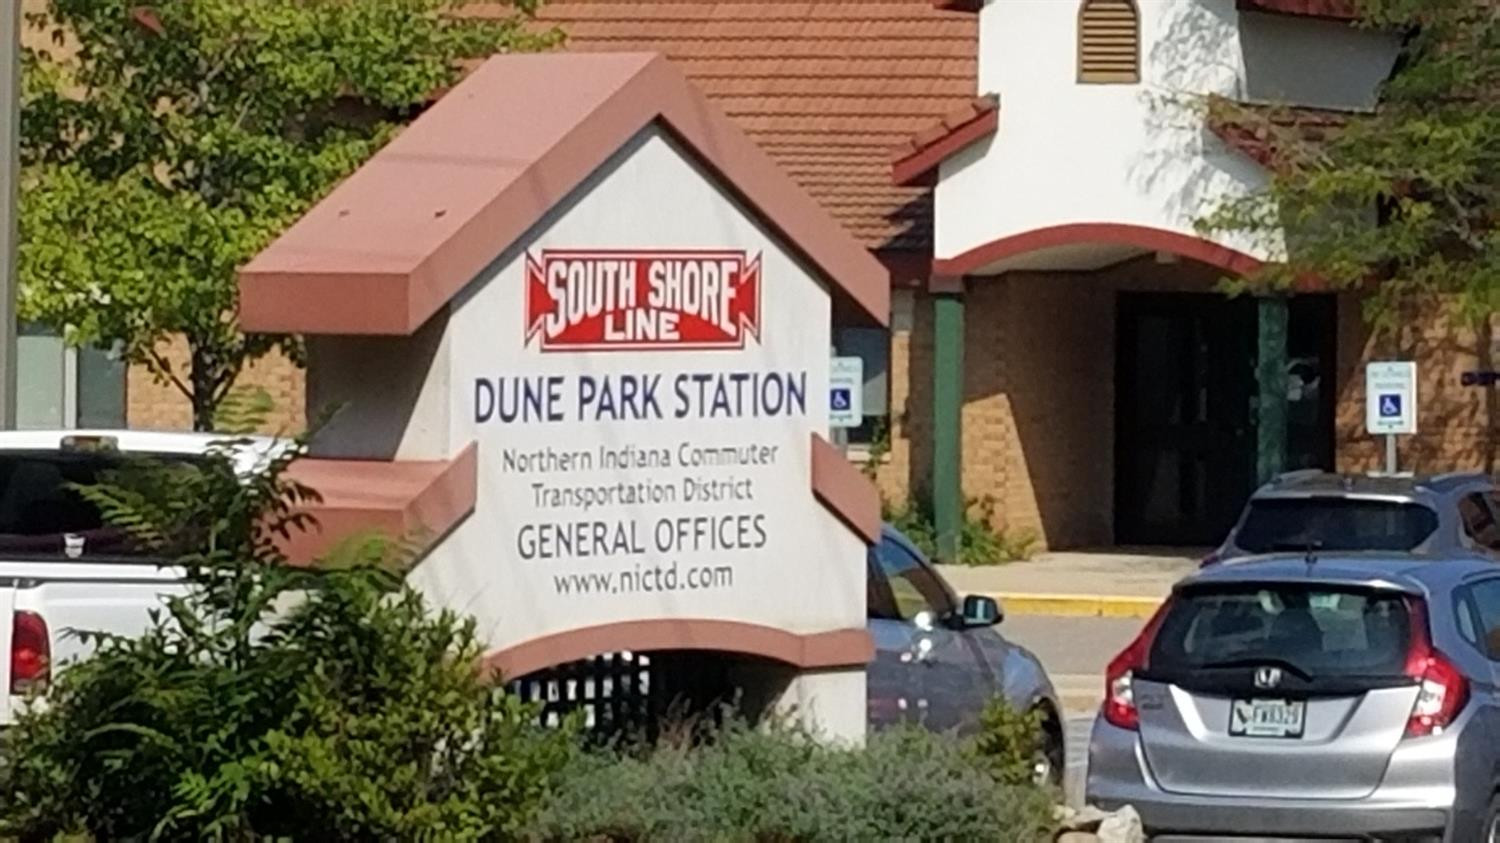 SOUTH SHORE
LINE
DUNE PARK STATION
Northern Indiana Commuter
Transportation District
GENERAL OFFICES
www.nictd.com